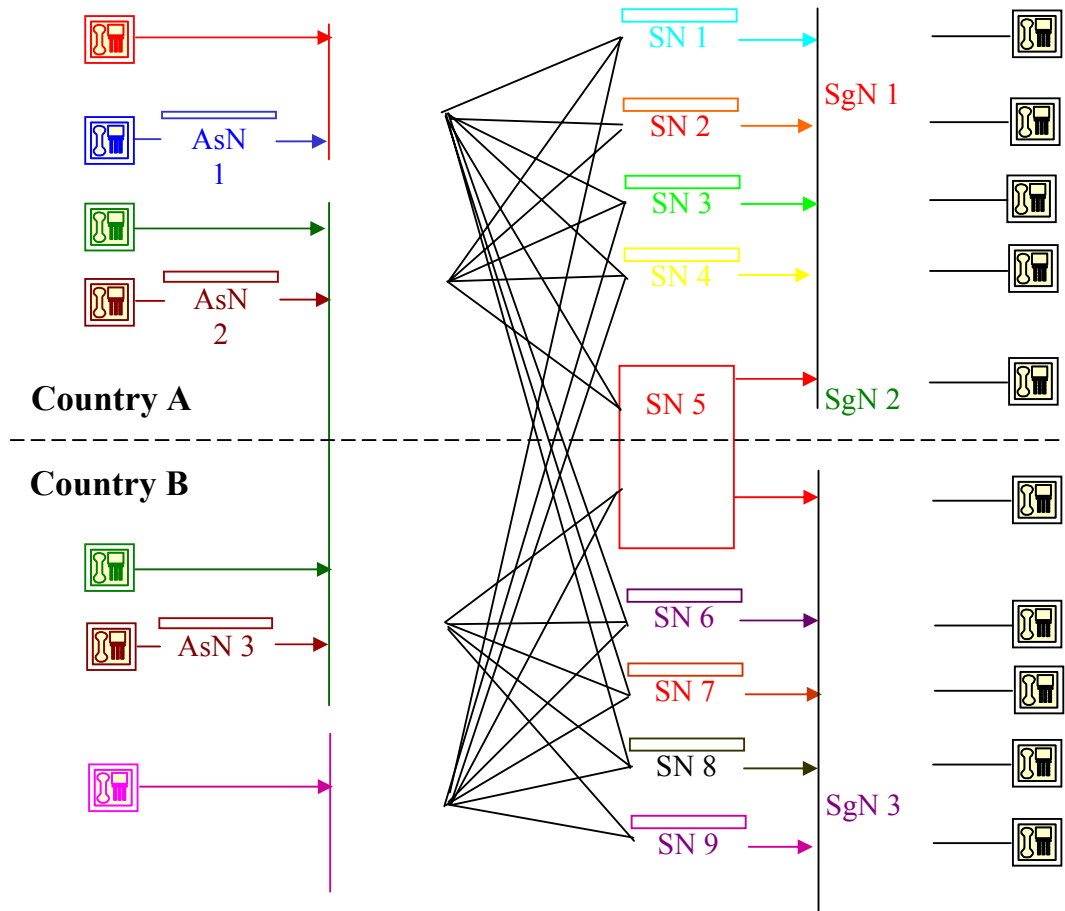 SN 1
SgN 1
SN 2
AsN
1
SN 3
SN 4
AsN
2
Country A
SN 5
SgN 2
Country B
SN 6
AsN 3
SN 7
SN 8
SgN 3
SN 9